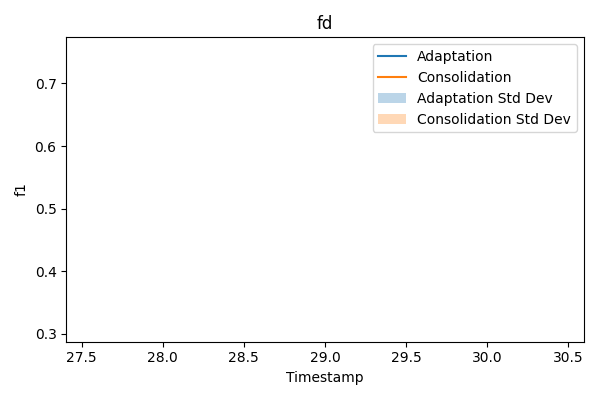 fd
Adaptation
Consolidation
Adaptation Std Dev
Consolidation Std Dev
0.7
0.6
0.5
0.4
0.3
f1
27.5 28.0 28.5 29.0 29.5 30.0 30.5
Timestamp